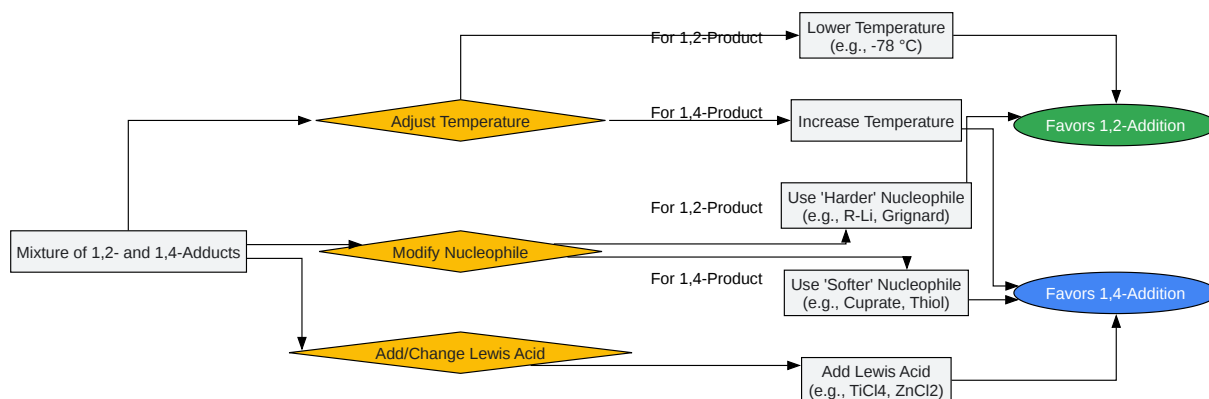 Lower Temperature
(e.g., -78 °C)
For 1,2-Product
Adjust Temperature
For 1,4-Product
Increase Temperature
Favors 1,2-Addition
For 1,2-Product
Use 'Harder' Nucleophile
(e.g., R-Li, Grignard)
Mixture of 1,2- and 1,4-Adducts
Modify Nucleophile
For 1,4-Product
Use 'Softer' Nucleophile
(e.g., Cuprate, Thiol)
Favors 1,4-Addition
Add/Change Lewis Acid
Add Lewis Acid
(e.g., TiCl4, ZnCl2)